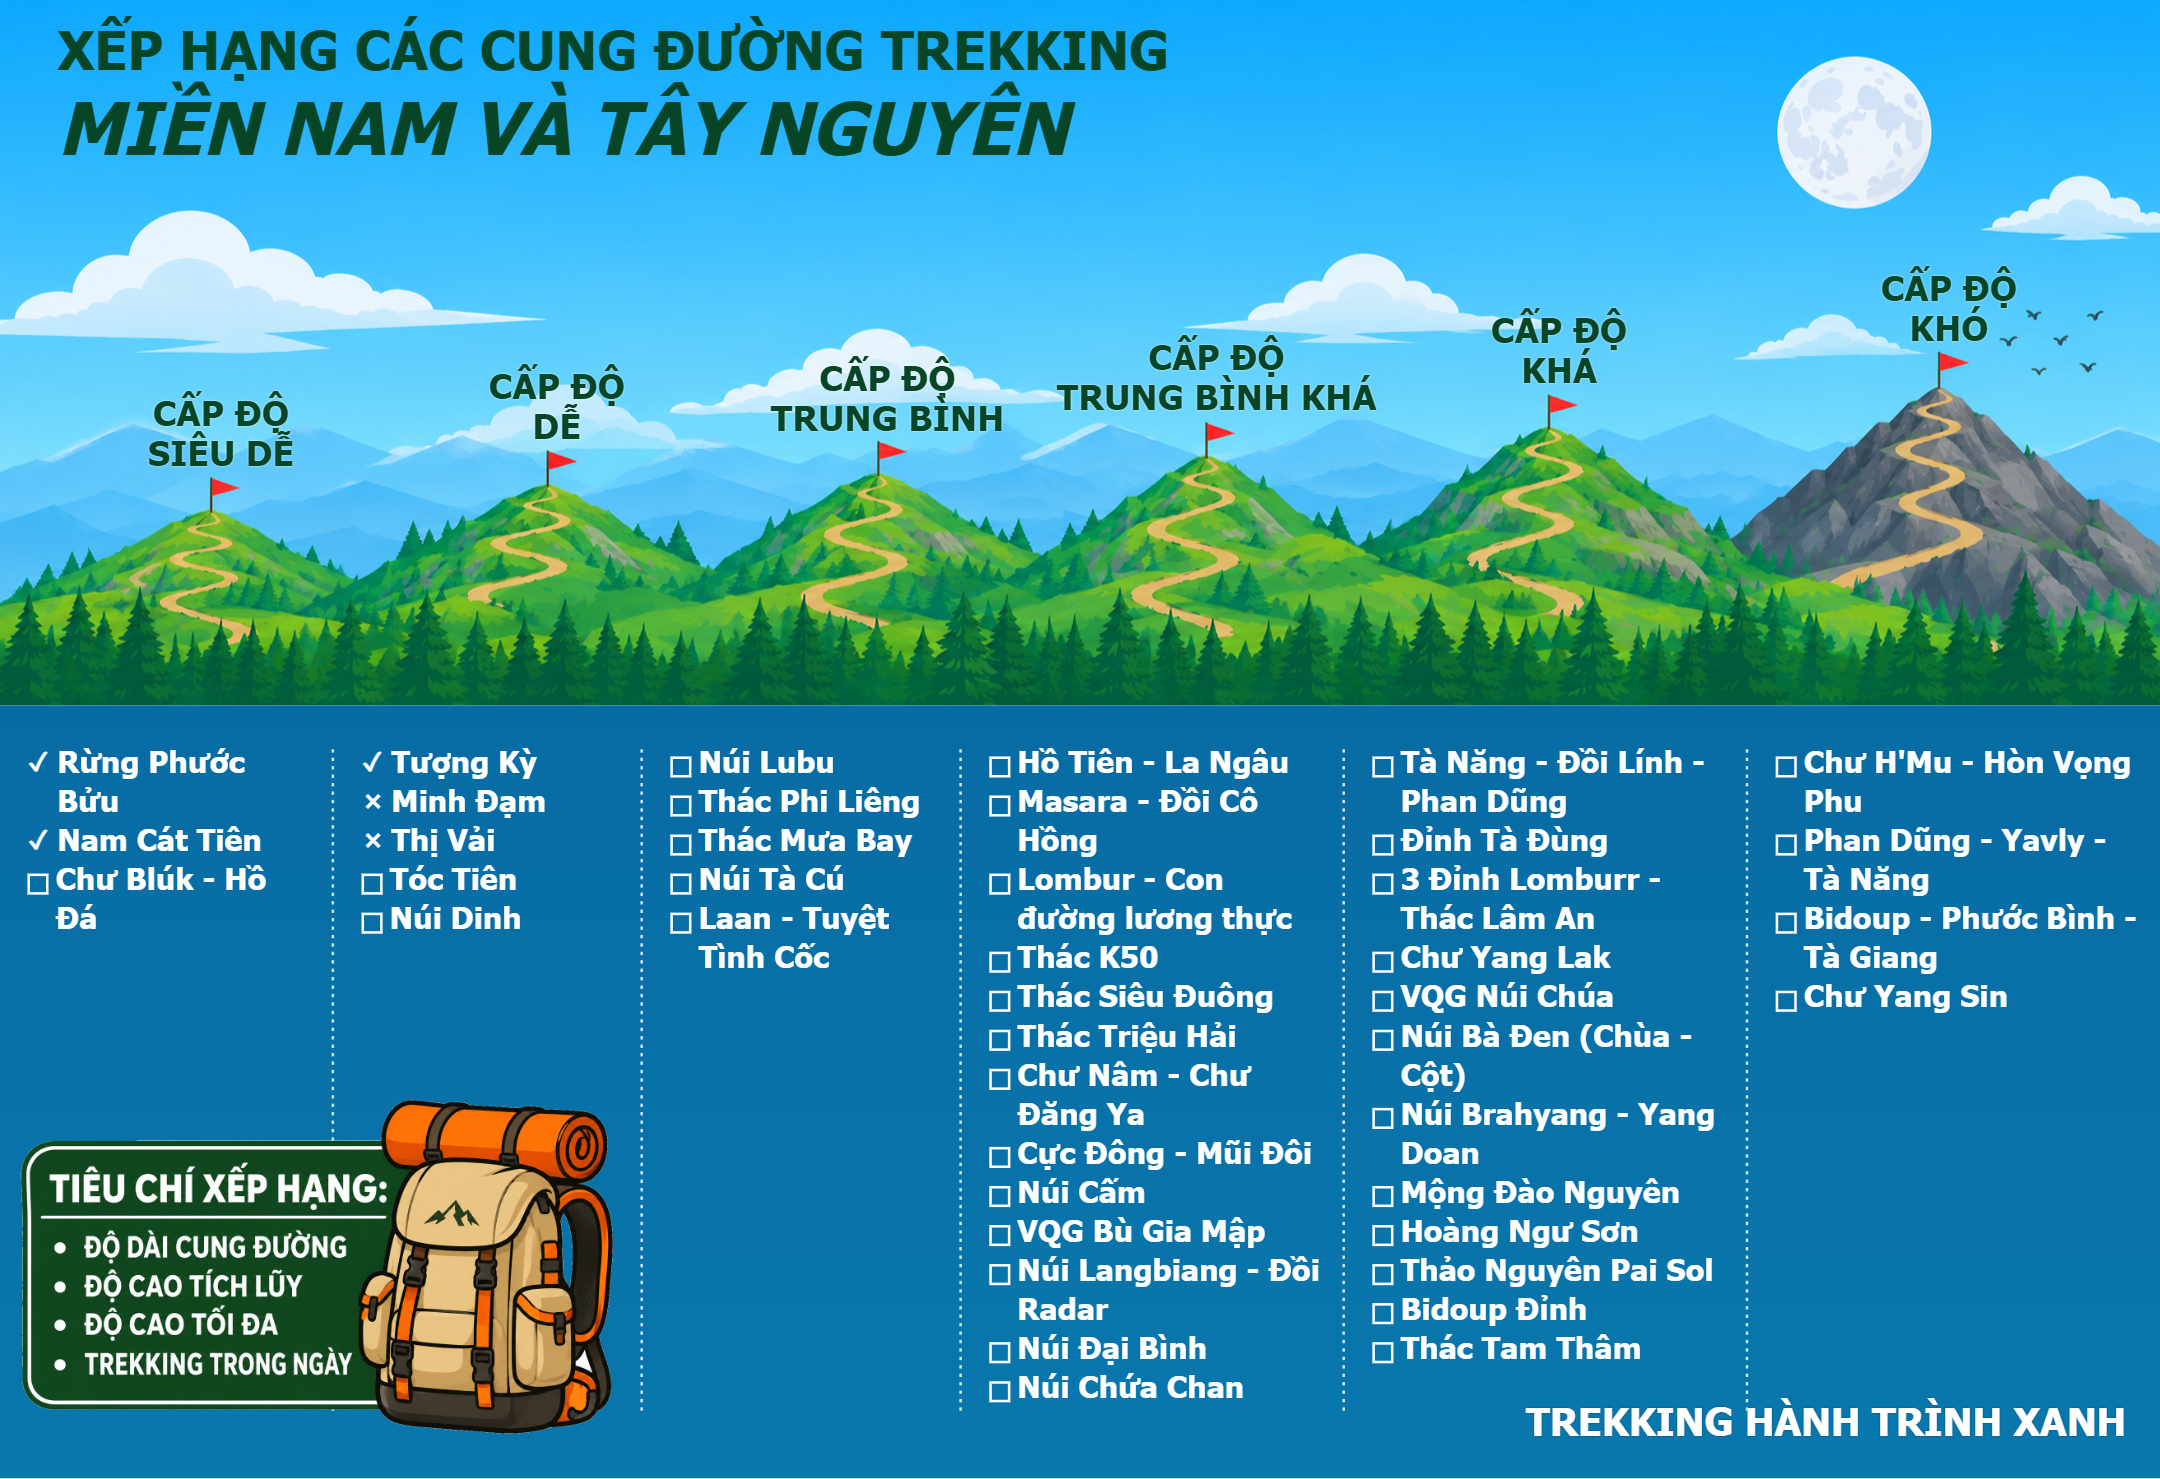 XẾP HẠNG CÁC CUNG ĐƯỜNG TREKKING
MIỀN NAM VÀ TÂY NGUYÊN
CẤP ĐỘ
SIÊU DỄ
CẤP ĐỘ
DỄ
CẤP ĐỘ
TRUNG BÌNH
CẤP ĐỘ
TRUNG BÌNH KHÁ
CẤP ĐỘ
KHÁ
CẤP ĐỘ
KHÓ
✓ Rừng Phước
Bửu
✓ Nam Cát Tiên
☐ Chư Blúk - Hồ
Đá
✓ Tượng Kỳ
× Minh Đạm
× Thị Vải
☐ Tóc Tiên
☐ Núi Dinh
☐ Núi Lubu
☐ Thác Phi Liêng
☐ Thác Mưa Bay
☐ Núi Tà Cú
☐ Laan - Tuyệt
Tình Cốc
☐ Hồ Tiên - La Ngâu
☐ Masara - Đồi Cô
Hồng
☐ Lombur - Con
đường lương thực
☐ Thác K50
☐ Thác Siêu Đuông
☐ Thác Triệu Hải
☐ Chư Nâm - Chư
Đăng Ya
☐ Cực Đông - Mũi Đôi
☐ Núi Cấm
☐ VQG Bù Gia Mập
☐ Núi Langbiang - Đồi
Radar
☐ Núi Đại Bình
☐ Núi Chứa Chan
☐ Tà Năng - Đồi Lính -
Phan Dũng
☐ Đỉnh Tà Đùng
☐ 3 Đỉnh Lomburr -
Thác Lâm An
☐ Chư Yang Lak
☐ VQG Núi Chúa
☐ Núi Bà Đen (Chùa -
Cột)
☐ Núi Brahyang - Yang
Doan
☐ Mộng Đào Nguyên
☐ Hoàng Ngư Sơn
☐ Thảo Nguyên Pai Sol
☐ Bidoup Đỉnh
☐ Thác Tam Thâm
☐ Chư H'Mu - Hòn Vọng
Phu
☐ Phan Dũng - Yavly -
Tà Năng
☐ Bidoup - Phước Bình -
Tà Giang
☐ Chư Yang Sin
TIÊU CHÍ XẾP HẠNG:
• ĐỘ DÀI CUNG ĐƯỜNG
• ĐỘ CAO TÍCH LŨY
• ĐỘ CAO TỐI ĐA
• TREKKING TRONG NGÀY
TREKKING HÀNH TRÌNH XANH